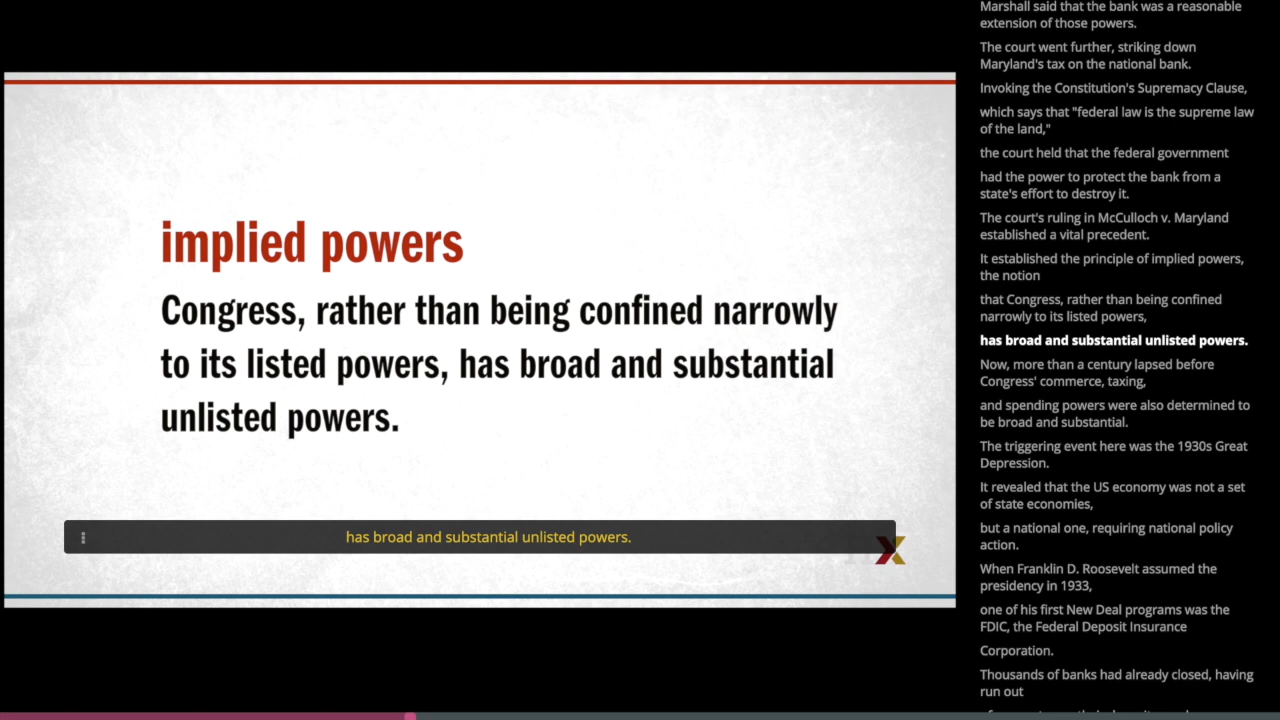 implied powers
Congress, rather than being confined narrowly
to its listed powers, has broad and substantial
unlisted powers.
has broad and substantial unlisted powers.
Marshall said that the bank was a reasonable
extension of those powers.
The court went further, striking down
Maryland's tax on the national bank.
Invoking the Constitution's Supremacy Clause,
which says that "federal law is the supreme law
of the land,"
the court held that the federal government
had the power to protect the bank from a
state's effort to destroy it.
The court's ruling in McCulloch v. Maryland
established a vital precedent.
It established the principle of implied powers,
the notion
that Congress, rather than being confined
narrowly to its listed powers,
has broad and substantial unlisted powers.
Now, more than a century lapsed before
Congress' commerce, taxing,
and spending powers were also determined to
be broad and substantial.
The triggering event here was the 1930s Great
Depression.
It revealed that the US economy was not a set
of state economies,
but a national one, requiring national policy
action.
When Franklin D. Roosevelt assumed the
presidency in 1933,
one of his first New Deal programs was the
FDIC, the Federal Deposit Insurance
Corporation.
Thousands of banks had already closed, having
run out